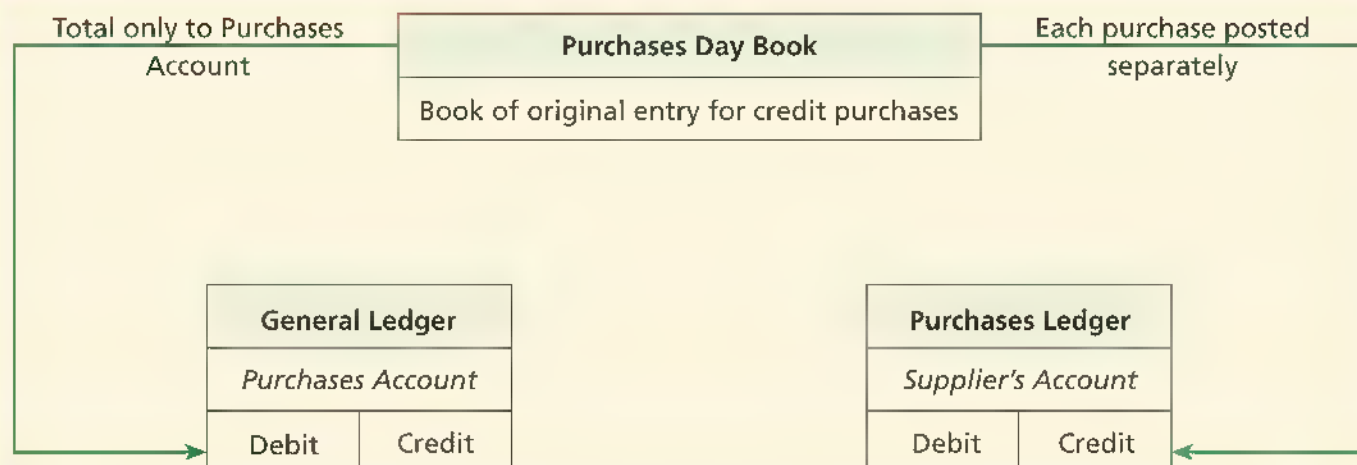 Total only to Purchases
Account
Purchases Day Book
Book of original entry for credit purchases
Each purchase posted
separately
General Ledger
Purchases Account
Debit Credit
Purchases Ledger
Supplier's Account
Debit Credit